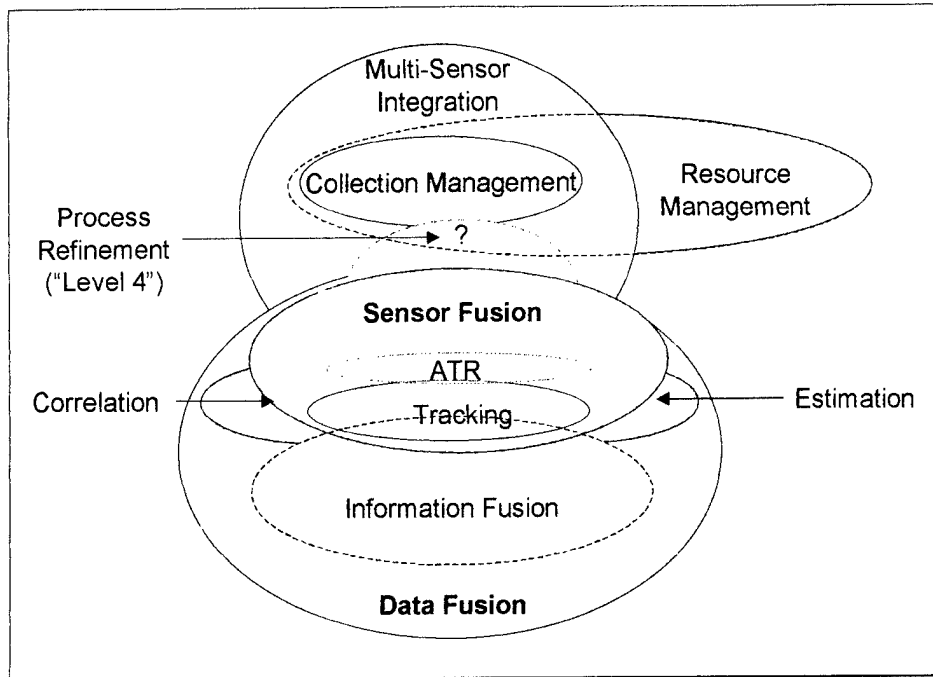 Multi-Sensor
Integration
Collection Management
Resource
Management
Process
Refinement
("Level 4")
?
Sensor Fusion
ATR
Correlation
Tracking
Estimation
Information Fusion
Data Fusion